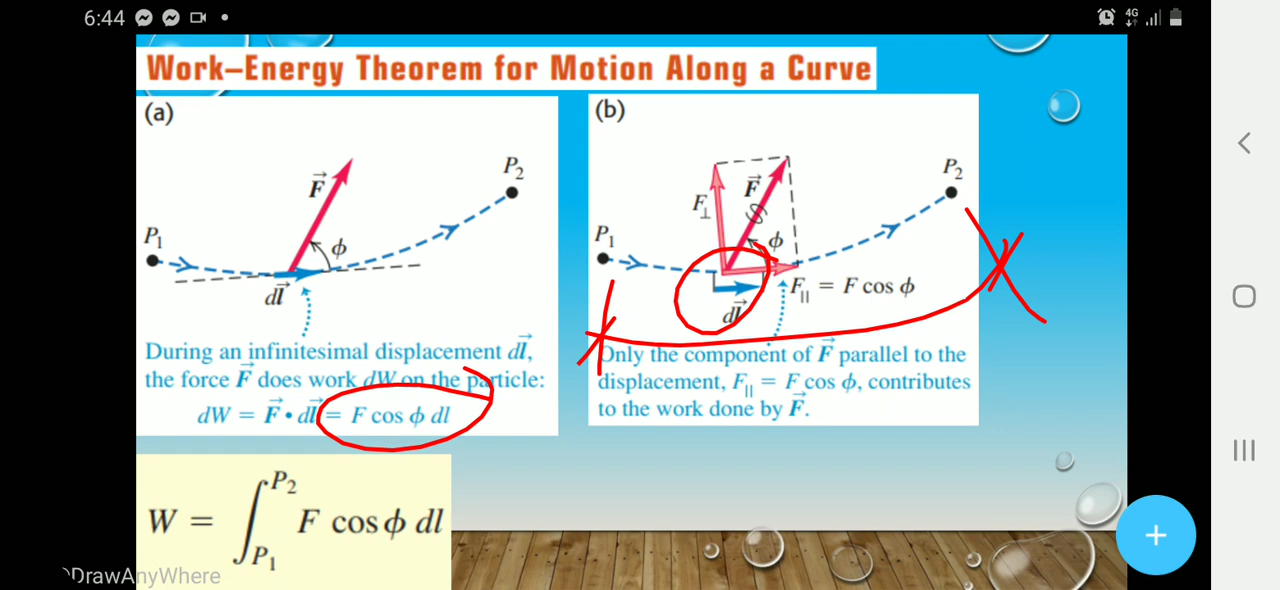 6:44
4G
Work–Energy Theorem for Motion Along a Curve
(a)
P₁
F⃗
ϕ
dl⃗
P₂
During an infinitesimal displacement dl⃗,
the force F⃗ does work dW on the particle:
dW = F⃗ • dl⃗ = F cos ϕ dl
(b)
P₁
F⊥
F⃗
ϕ
dl⃗
F|| = F cos ϕ
P₂
Only the component of F⃗ parallel to the
displacement, F|| = F cos ϕ, contributes
to the work done by F⃗.
W = ∫_{P₁}^{P₂} F cos ϕ dl
DrawAnyWhere
+